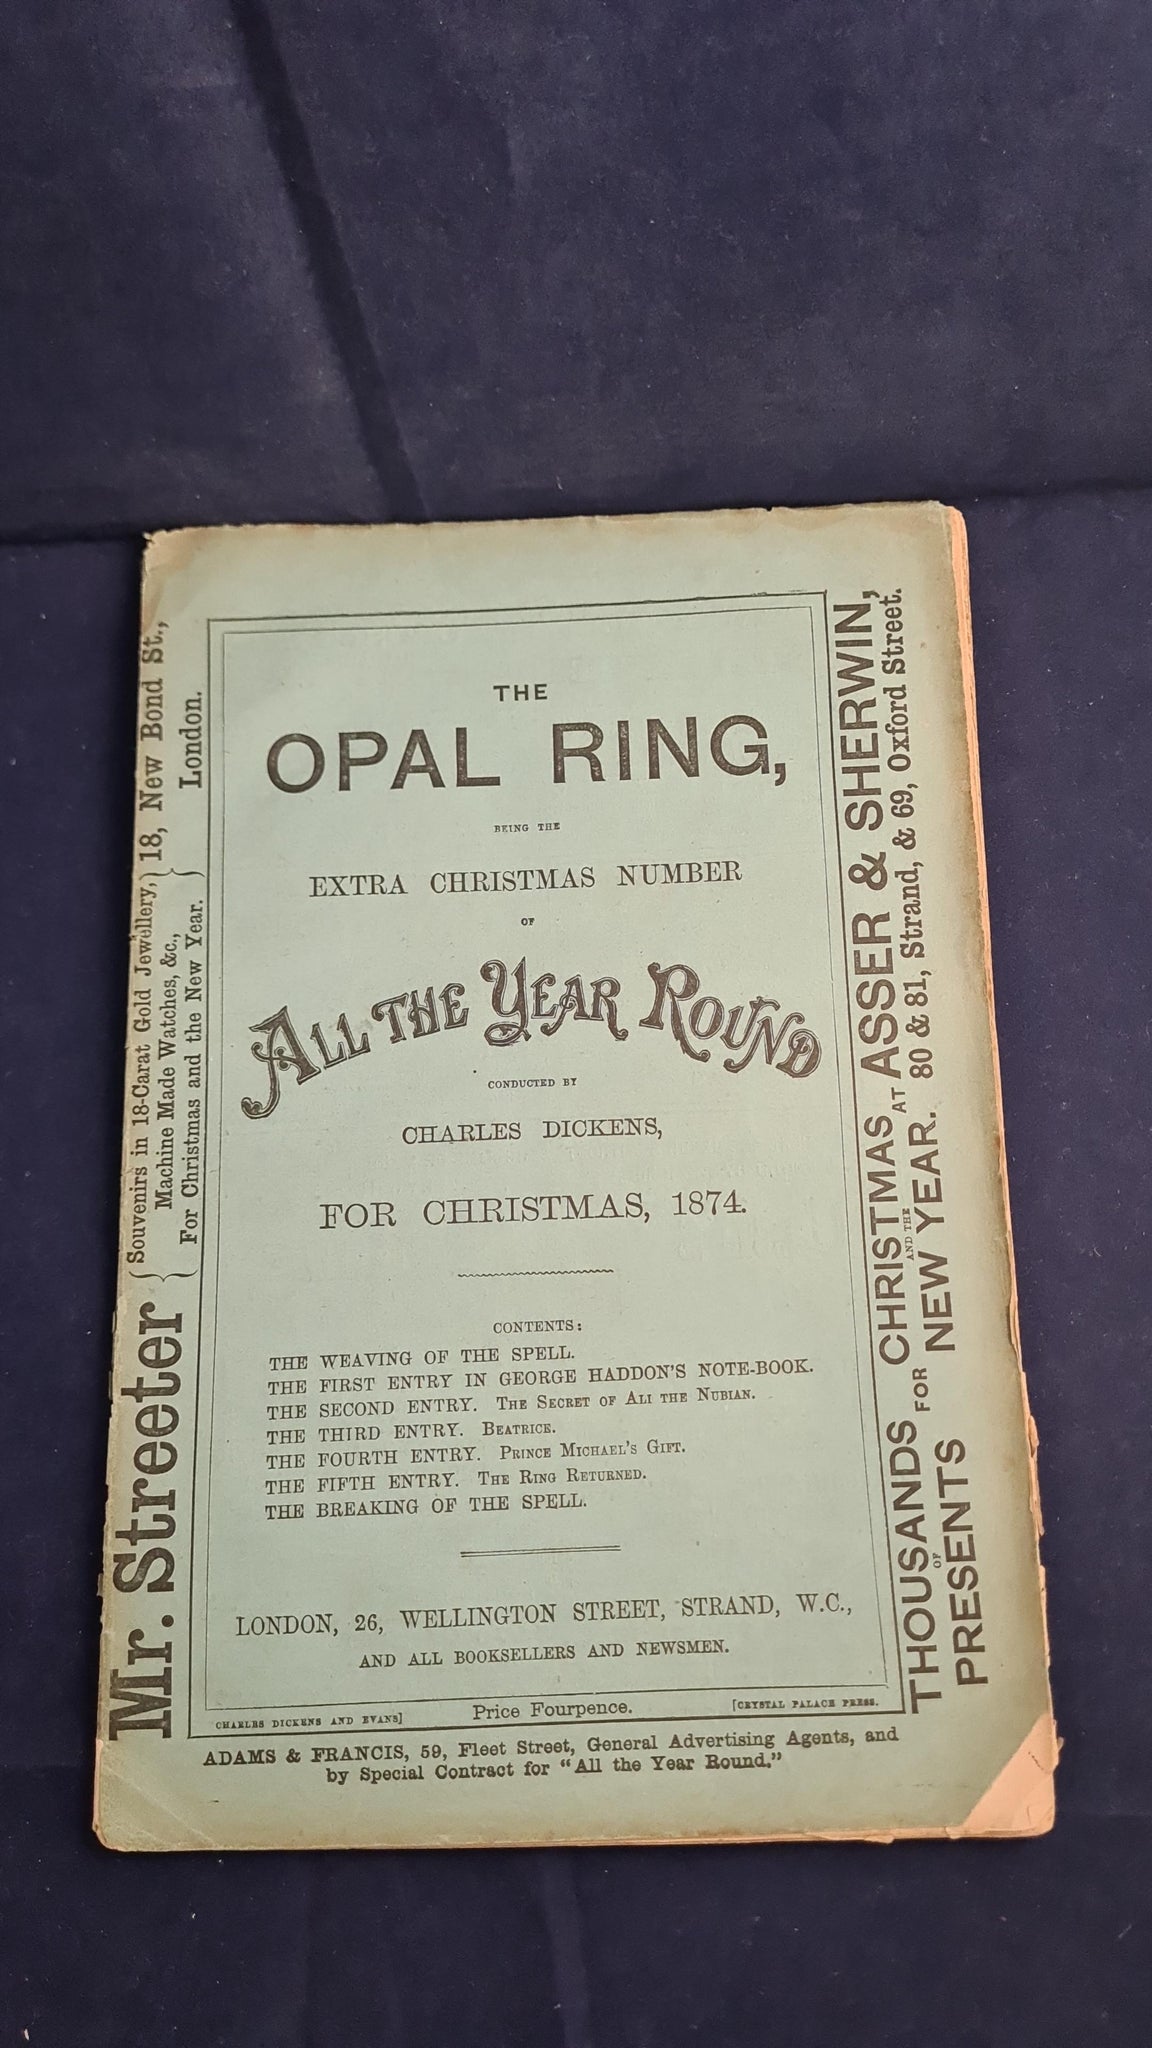 THE
OPAL RING,
BEING THE
EXTRA CHRISTMAS NUMBER
OF
ALL THE YEAR ROUND
CONDUCTED BY
CHARLES DICKENS,
FOR CHRISTMAS, 1874.
CONTENTS:
THE WEAVING OF THE SPELL.
THE FIRST ENTRY IN GEORGE HADDON'S NOTE-BOOK.
THE SECOND ENTRY. THE SECRET OF ALI THE NUBIAN.
THE THIRD ENTRY. BEATRICE.
THE FOURTH ENTRY. PRINCE MICHAEL'S GIFT.
THE FIFTH ENTRY. THE RING RETURNED.
THE BREAKING OF THE SPELL.
LONDON, 26, WELLINGTON STREET, STRAND, W.C.,
AND ALL BOOKSELLERS AND NEWSMEN.
CHARLES DICKENS AND EVANS] Price Fourpence. [CRYSTAL PALACE PRESS.
ADAMS & FRANCIS, 59, Fleet Street, General Advertising Agents, and
by Special Contract for "All the Year Round."
Mr. Streeter
{Souvenirs in 18-Carat Gold Jewellery,}
Machine Made Watches, &c.,
For Christmas and the New Year.
18, New Bond St.,
London.
THOUSANDS FOR CHRISTMAS AT ASSER & SHERWIN,
OF AND THE
PRESENTS NEW YEAR. 80 & 81, Strand, & 69, Oxford Street.